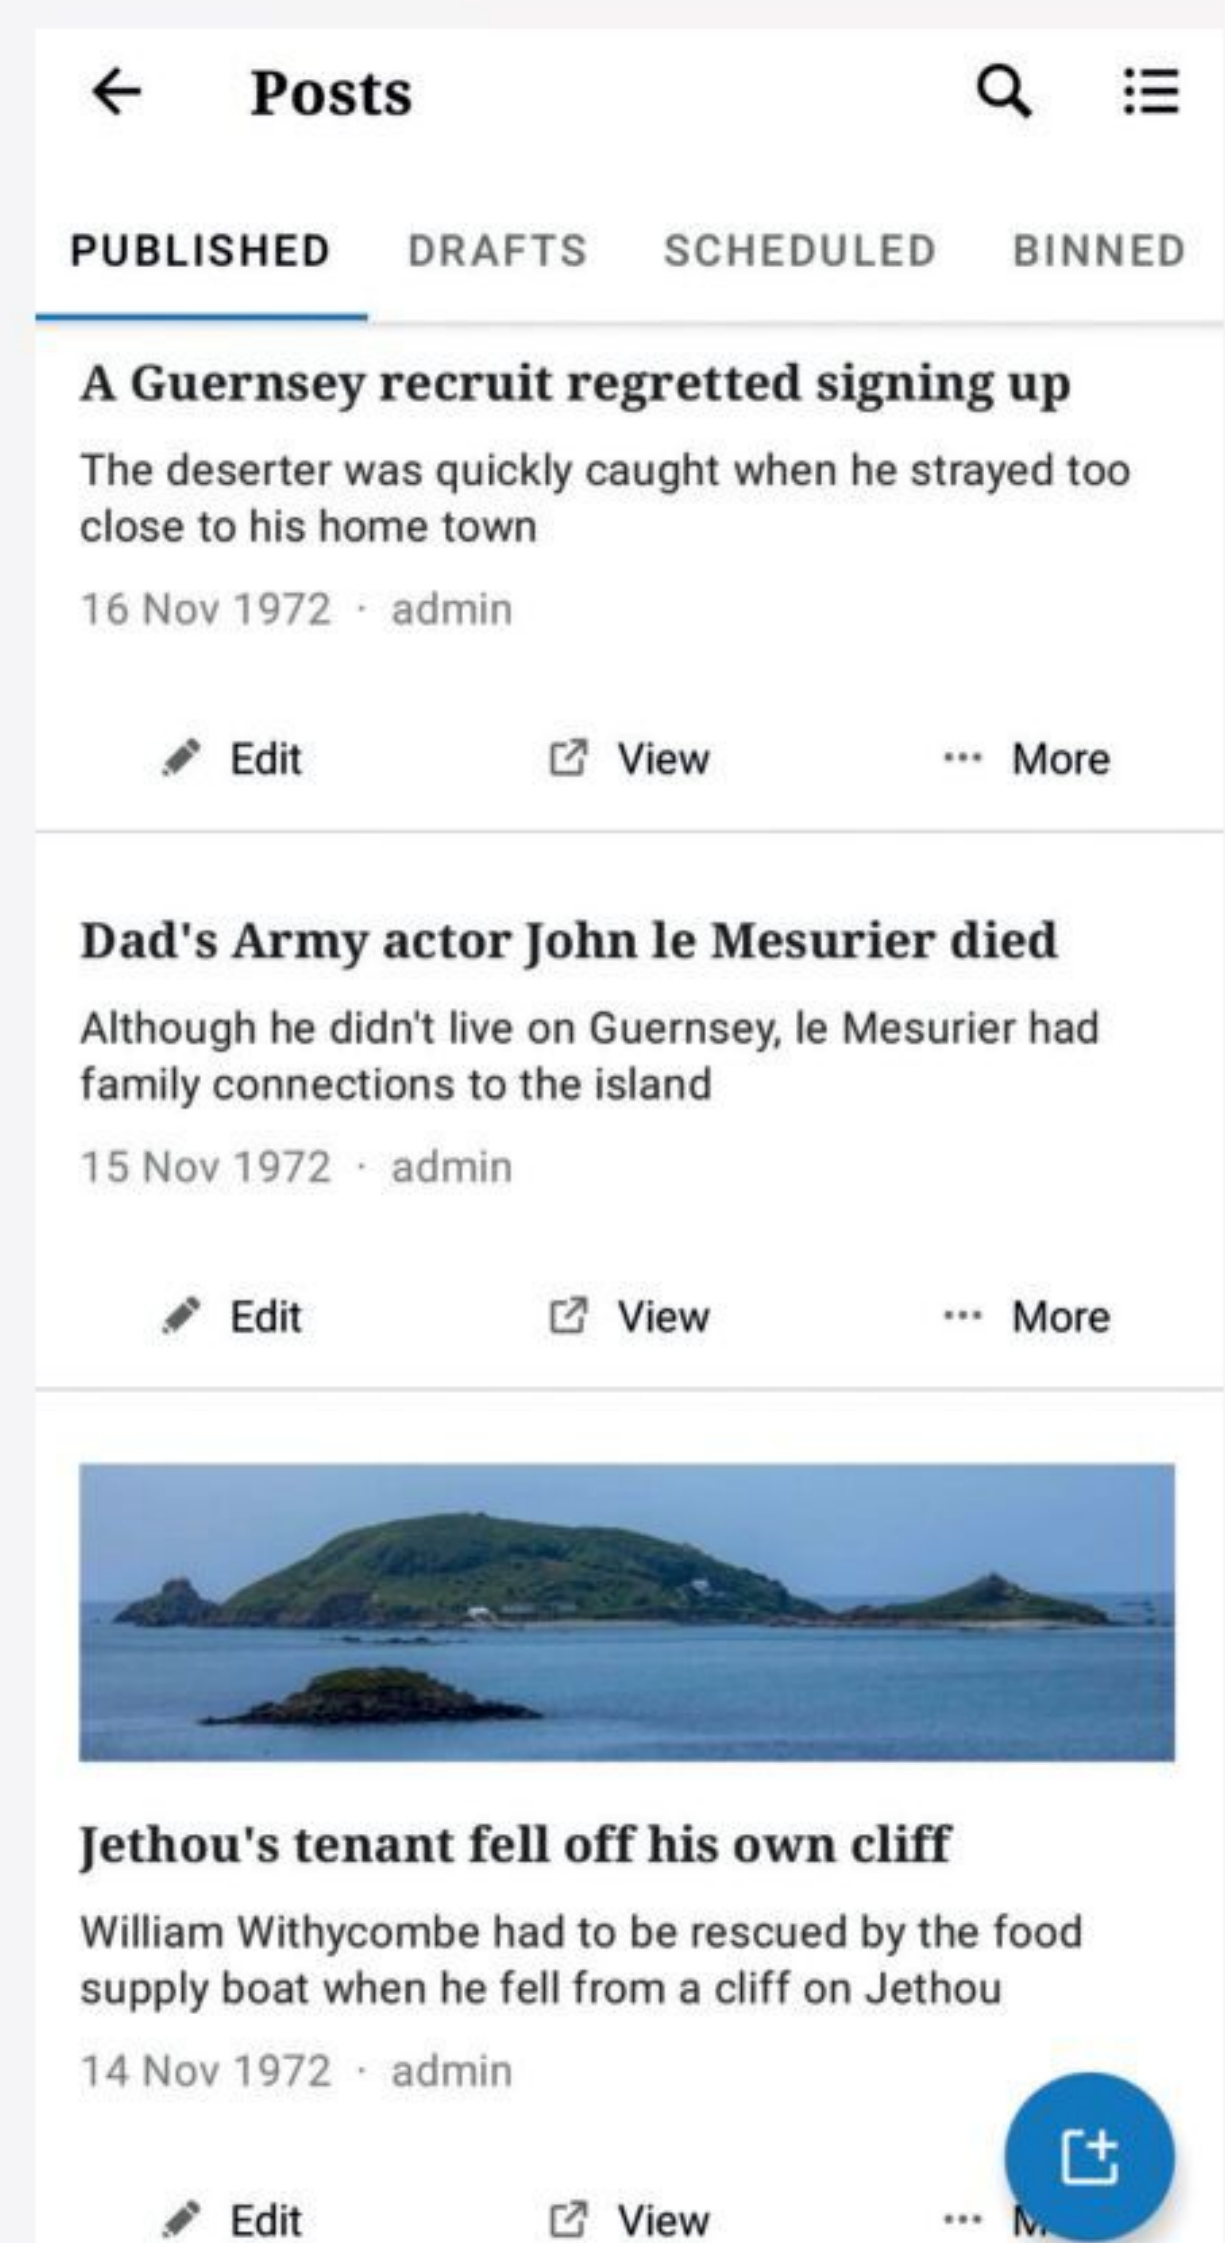 Posts
PUBLISHED DRAFTS SCHEDULED BINNED
A Guernsey recruit regretted signing up
The deserter was quickly caught when he strayed too
close to his home town
16 Nov 1972 · admin
Edit View More
Dad's Army actor John le Mesurier died
Although he didn't live on Guernsey, le Mesurier had
family connections to the island
15 Nov 1972 · admin
Edit View More
Jethou's tenant fell off his own cliff
William Withycombe had to be rescued by the food
supply boat when he fell from a cliff on Jethou
14 Nov 1972 · admin
Edit View